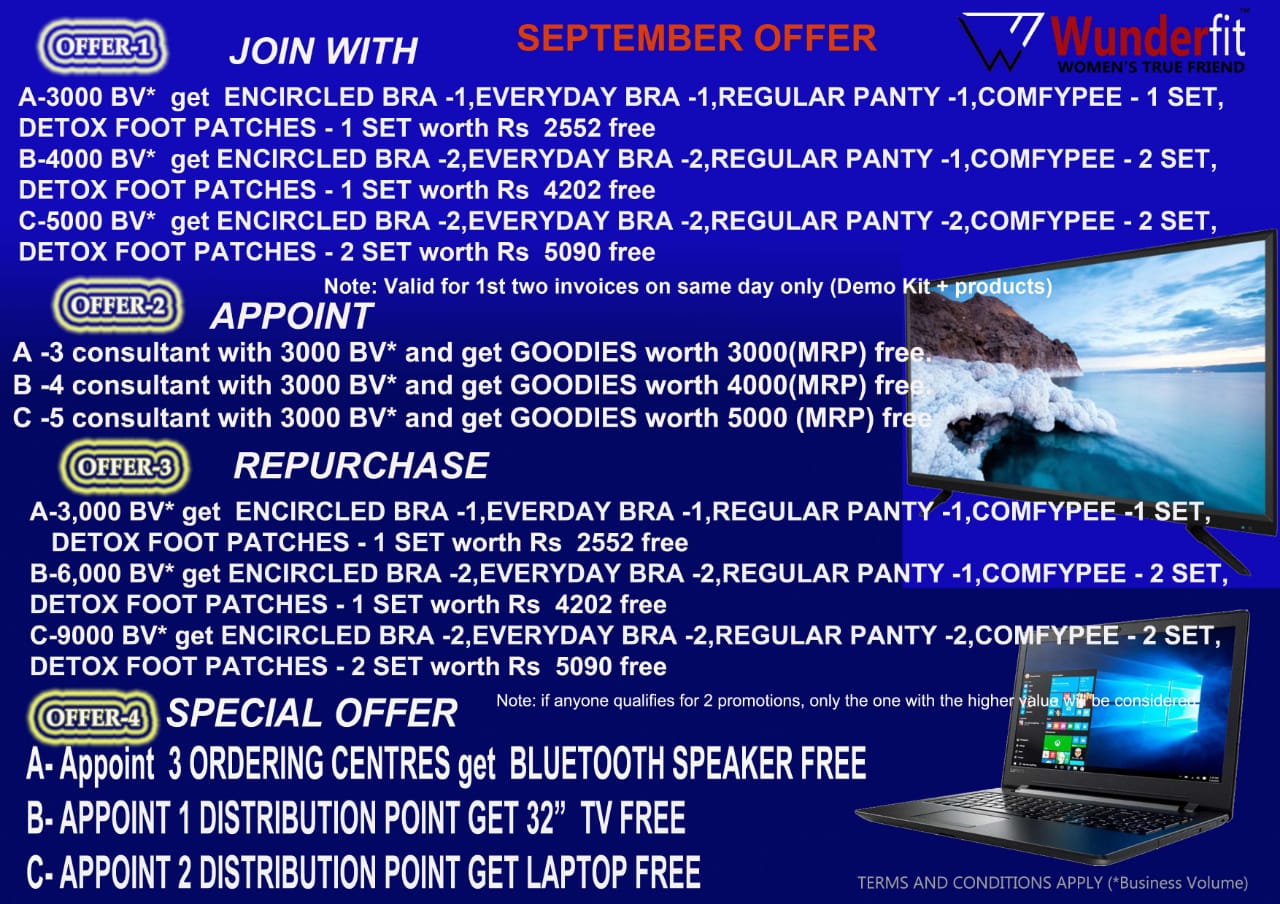 OFFER-1
JOIN WITH
SEPTEMBER OFFER
Wunderfit™
WOMEN'S TRUE FRIEND
A-3000 BV* get ENCIRCLED BRA -1,EVERYDAY BRA -1,REGULAR PANTY -1,COMFYPEE - 1 SET,
DETOX FOOT PATCHES - 1 SET worth Rs 2552 free
B-4000 BV* get ENCIRCLED BRA -2,EVERYDAY BRA -2,REGULAR PANTY -1,COMFYPEE - 2 SET,
DETOX FOOT PATCHES - 1 SET worth Rs 4202 free
C-5000 BV* get ENCIRCLED BRA -2,EVERYDAY BRA -2,REGULAR PANTY -2,COMFYPEE - 2 SET,
DETOX FOOT PATCHES - 2 SET worth Rs 5090 free
Note: Valid for 1st two invoices on same day only (Demo Kit + products)
OFFER-2
APPOINT
A -3 consultant with 3000 BV* and get GOODIES worth 3000(MRP) free.
B -4 consultant with 3000 BV* and get GOODIES worth 4000(MRP) free.
C -5 consultant with 3000 BV* and get GOODIES worth 5000 (MRP) free
OFFER-3
REPURCHASE
A-3,000 BV* get ENCIRCLED BRA -1,EVERDAY BRA -1,REGULAR PANTY -1,COMFYPEE -1 SET,
DETOX FOOT PATCHES - 1 SET worth Rs 2552 free
B-6,000 BV* get ENCIRCLED BRA -2,EVERYDAY BRA -2,REGULAR PANTY -1,COMFYPEE - 2 SET,
DETOX FOOT PATCHES - 1 SET worth Rs 4202 free
C-9000 BV* get ENCIRCLED BRA -2,EVERYDAY BRA -2,REGULAR PANTY -2,COMFYPEE - 2 SET,
DETOX FOOT PATCHES - 2 SET worth Rs 5090 free
OFFER-4
SPECIAL OFFER
Note: if anyone qualifies for 2 promotions, only the one with the higher value will be considered.
A- Appoint 3 ORDERING CENTRES get BLUETOOTH SPEAKER FREE
B- APPOINT 1 DISTRIBUTION POINT GET 32” TV FREE
C- APPOINT 2 DISTRIBUTION POINT GET LAPTOP FREE
TERMS AND CONDITIONS APPLY (*Business Volume)